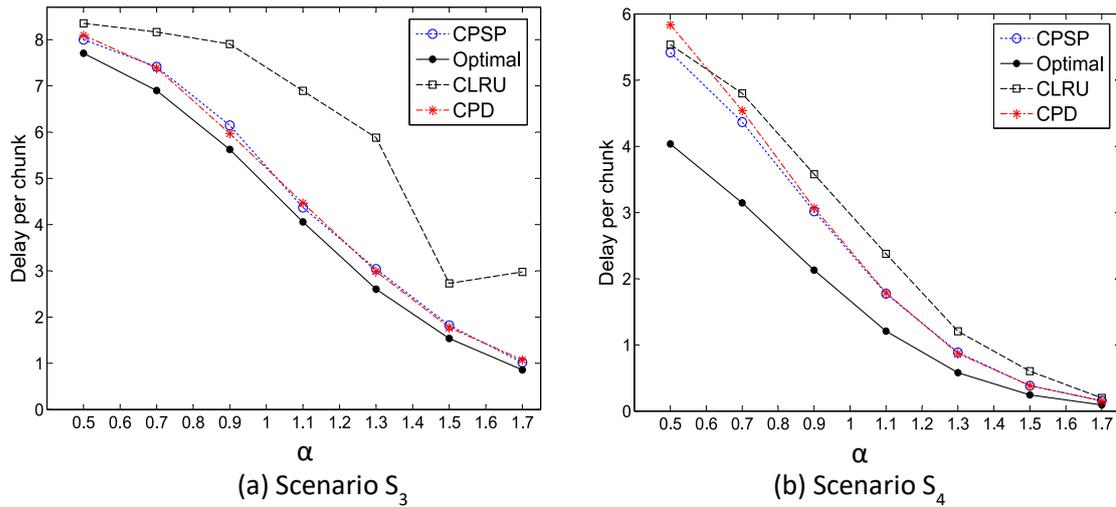 8
7
6
5
4
3
2
1
0
Delay per chunk
CPSP
Optimal
CLRU
CPD
0.5 0.6 0.7 0.8 0.9 1 1.1 1.2 1.3 1.4 1.5 1.6 1.7
α
(a) Scenario S3
6
5
4
3
2
1
0
Delay per chunk
CPSP
Optimal
CLRU
CPD
0.5 0.6 0.7 0.8 0.9 1 1.1 1.2 1.3 1.4 1.5 1.6 1.7
α
(b) Scenario S4